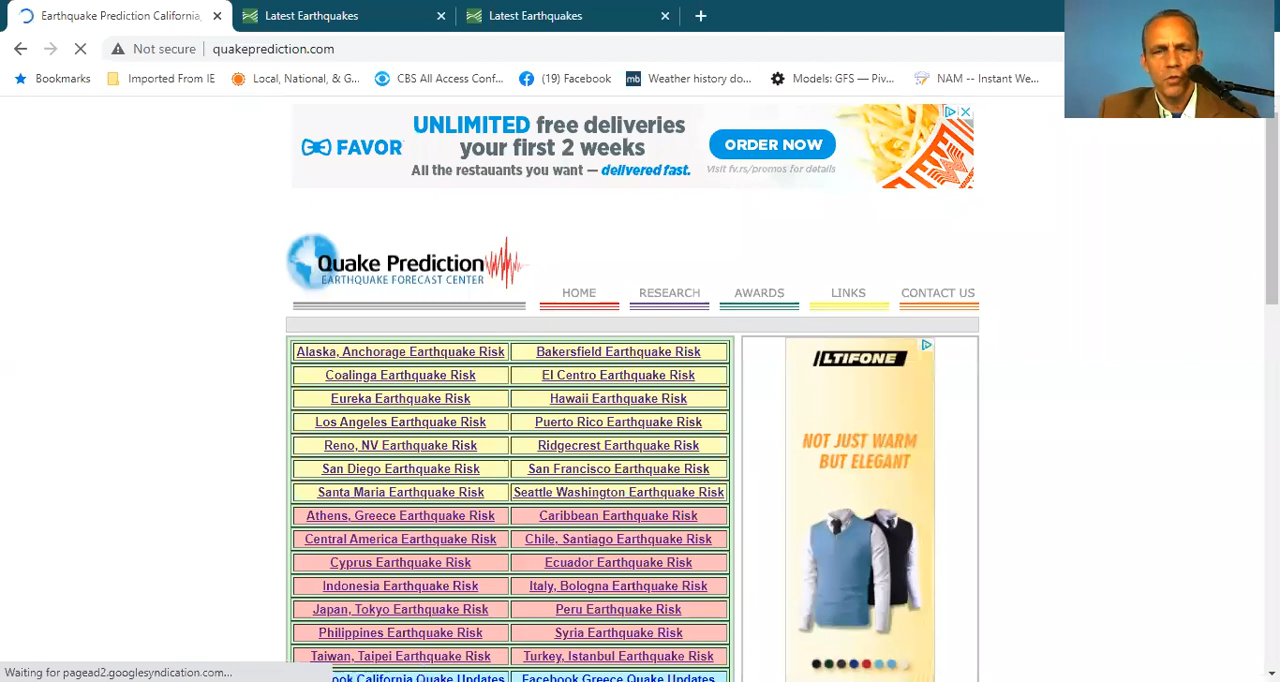 Earthquake Prediction California,
Latest Earthquakes
Latest Earthquakes
Not secure
quakeprediction.com
Bookmarks
Imported From IE
Local, National, & G...
CBS All Access Conf...
(19) Facebook
mb
Weather history do...
Models: GFS — Piv...
NAM -- Instant We...
UNLIMITED free deliveries
your first 2 weeks
All the restauants you want — delivered fast.
FAVOR
ORDER NOW
Visit fv.rs/promos for details
Quake Prediction
EARTHQUAKE FORECAST CENTER
HOME
RESEARCH
AWARDS
LINKS
CONTACT US
Alaska, Anchorage Earthquake Risk
Bakersfield Earthquake Risk
Coalinga Earthquake Risk
El Centro Earthquake Risk
Eureka Earthquake Risk
Hawaii Earthquake Risk
Los Angeles Earthquake Risk
Puerto Rico Earthquake Risk
Reno, NV Earthquake Risk
Ridgecrest Earthquake Risk
San Diego Earthquake Risk
San Francisco Earthquake Risk
Santa Maria Earthquake Risk
Seattle Washington Earthquake Risk
Athens, Greece Earthquake Risk
Caribbean Earthquake Risk
Central America Earthquake Risk
Chile, Santiago Earthquake Risk
Cyprus Earthquake Risk
Ecuador Earthquake Risk
Indonesia Earthquake Risk
Italy, Bologna Earthquake Risk
Japan, Tokyo Earthquake Risk
Peru Earthquake Risk
Philippines Earthquake Risk
Syria Earthquake Risk
Taiwan, Taipei Earthquake Risk
Turkey, Istanbul Earthquake Risk
ook California Quake Updates
Facebook Greece Quake Updates
LTIFONE
NOT JUST WARM
BUT ELEGANT
Waiting for pagead2.googlesyndication.com...